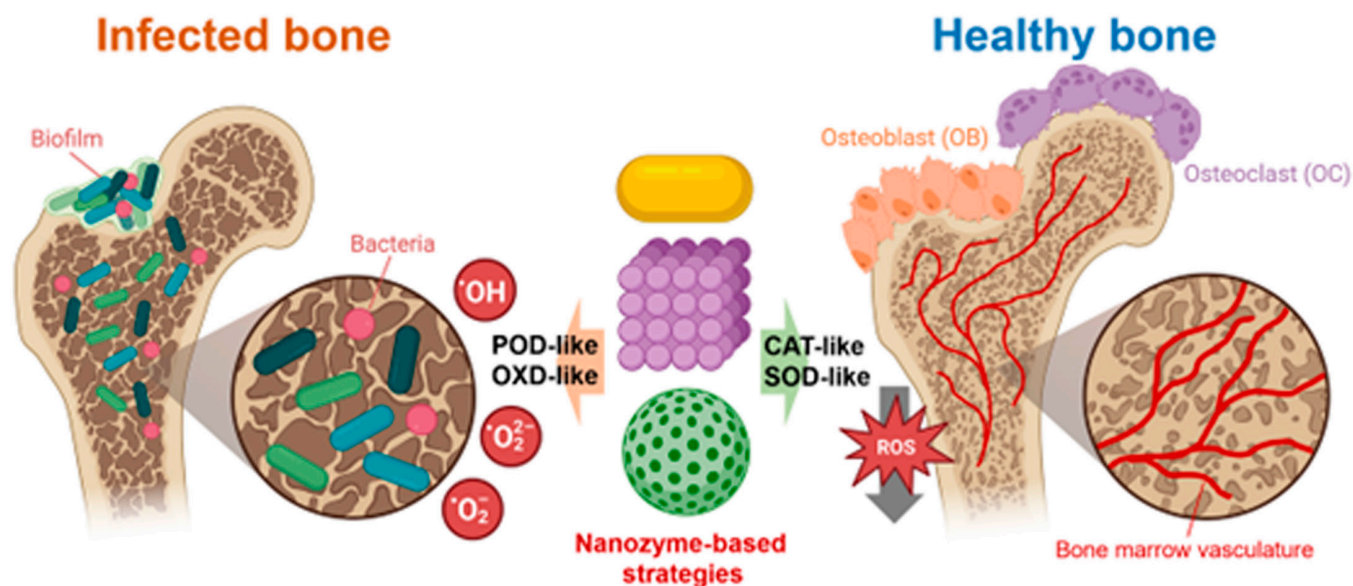 Infected bone
Healthy bone
Biofilm
Bacteria
•OH
•O₂²⁻
•O₂⁻
POD-like
OXD-like
CAT-like
SOD-like
Nanozyme-based
strategies
Osteoblast (OB)
Osteoclast (OC)
ROS
Bone marrow vasculature